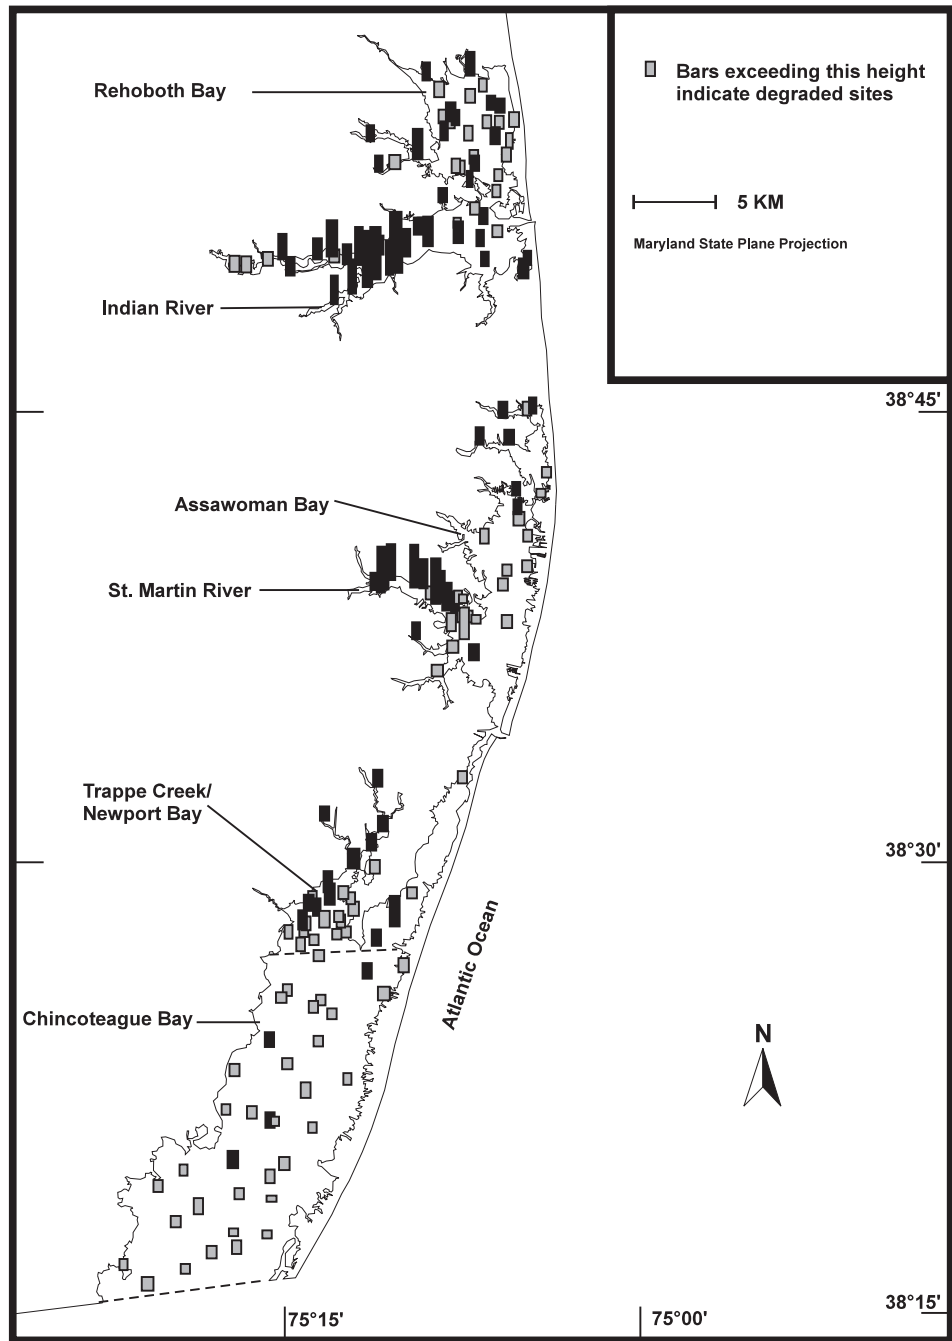 Bars exceeding this height
indicate degraded sites
5 KM
Maryland State Plane Projection
Rehoboth Bay
Indian River
38°45'
Assawoman Bay
St. Martin River
Trappe Creek/
Newport Bay
38°30'
Atlantic Ocean
Chincoteague Bay
N
38°15'
75°15'
75°00'